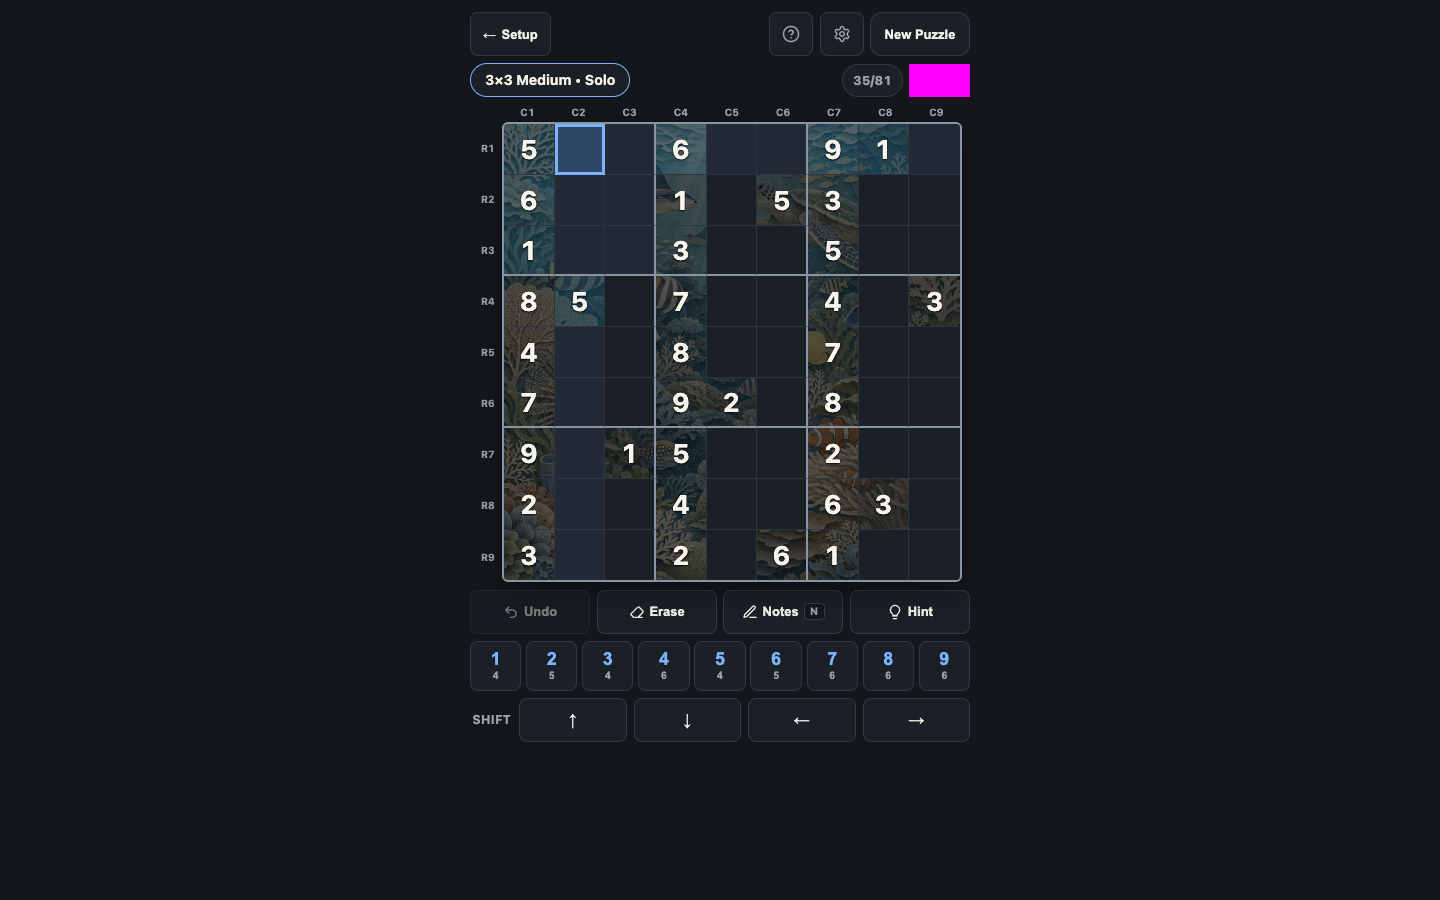 ← Setup
New Puzzle
3×3 Medium • Solo
35/81
C1 C2 C3 C4 C5 C6 C7 C8 C9
R1 5 6 9 1
R2 6 1 5 3
R3 1 3 5
R4 8 5 7 4 3
R5 4 8 7
R6 7 9 2 8
R7 9 1 5 2
R8 2 4 6 3
R9 3 2 6 1
Undo Erase Notes N Hint
1 2 3 4 5 6 7 8 9
4 5 4 6 4 5 6 6 6
SHIFT ↑ ↓ ← →